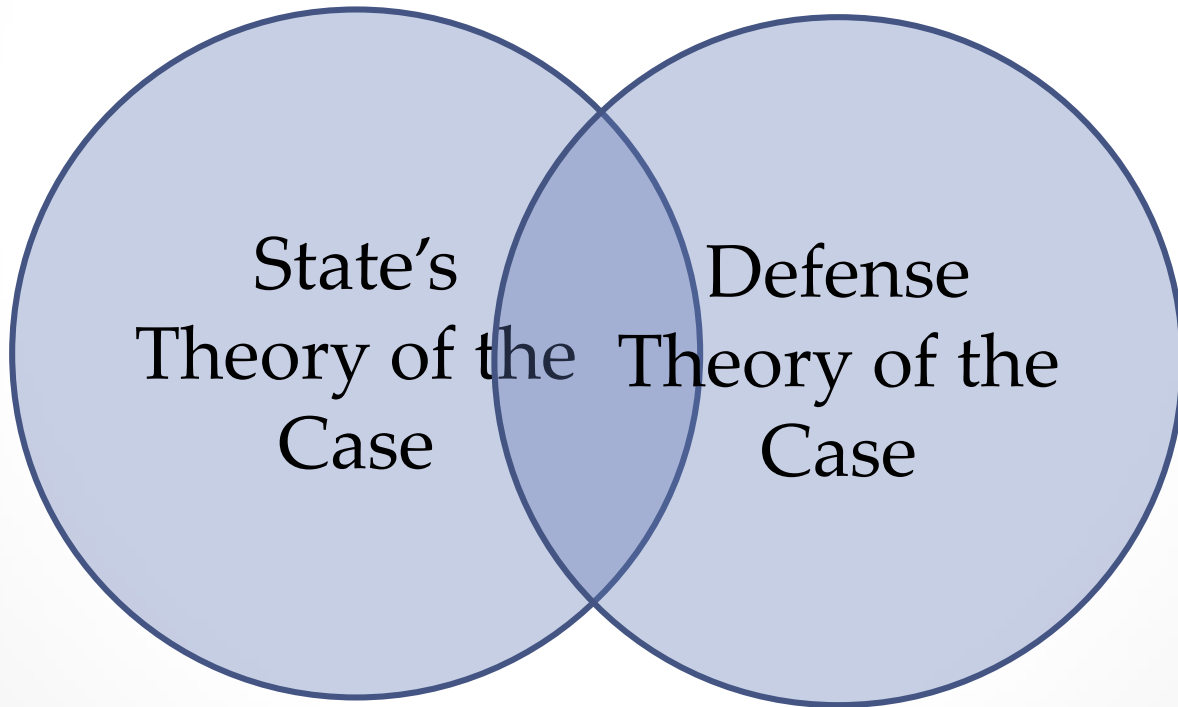 State’s
Theory of the
Case
Defense
Theory of the
Case